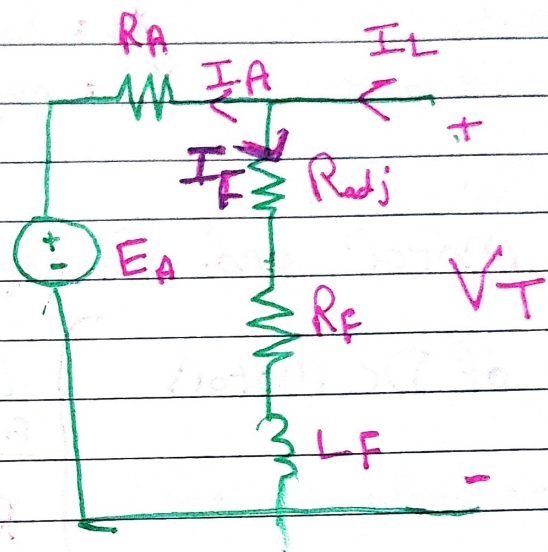 RA
IA
IL
+
IF
Radj
+
-
EA
VT
RF
LF
-